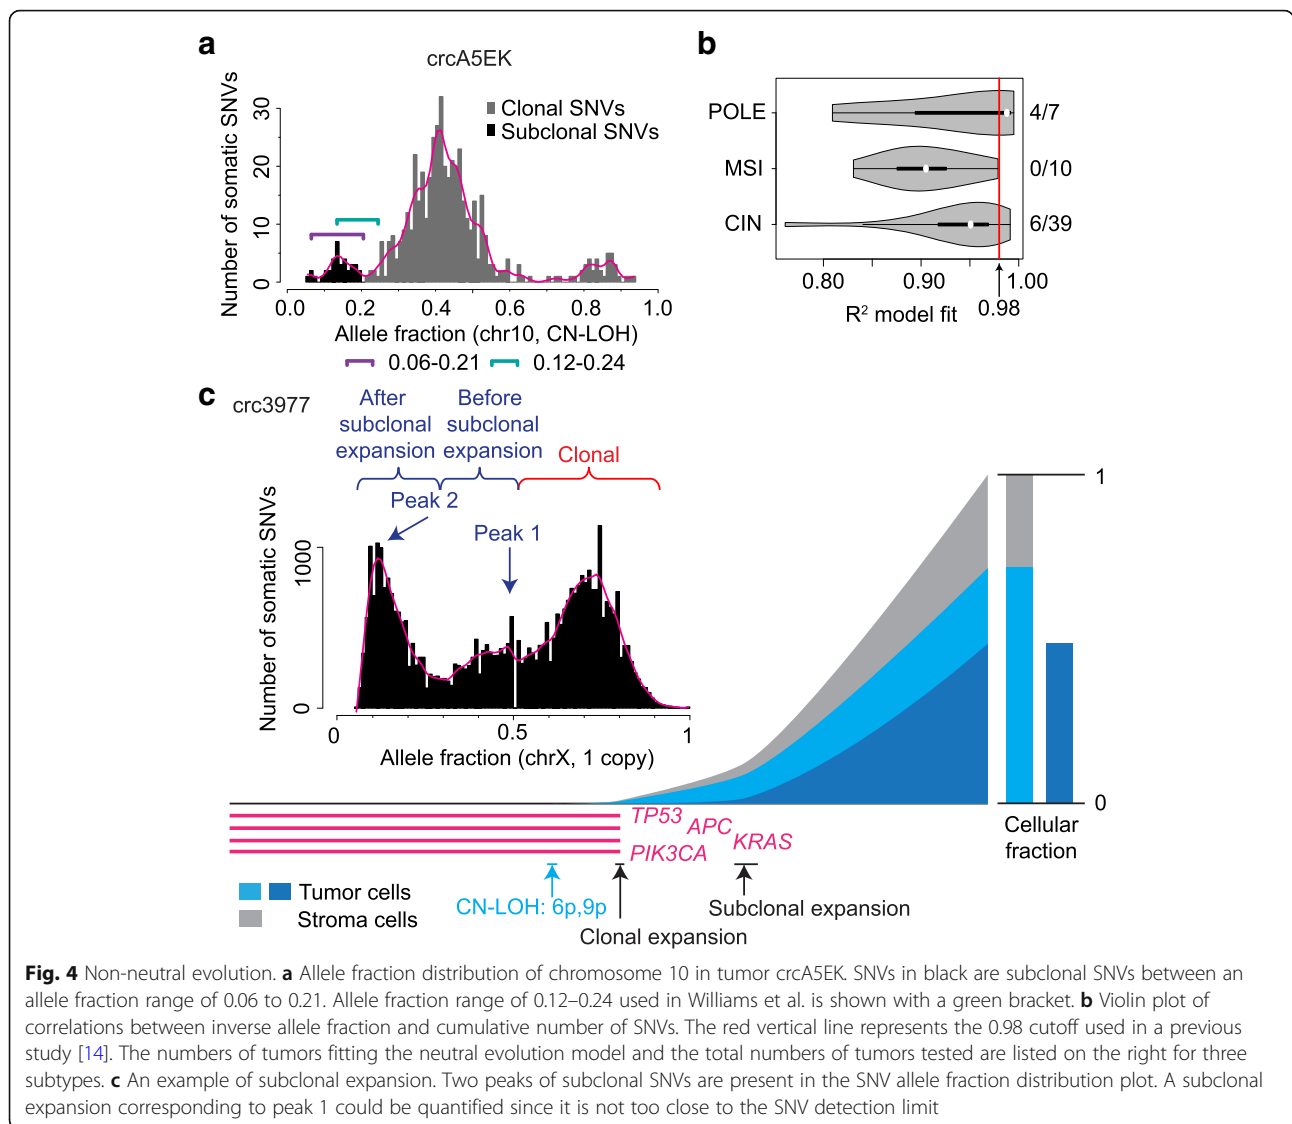 a
crcA5EK
Number of somatic SNVs
30
20
10
0
Clonal SNVs
Subclonal SNVs
0.0 0.2 0.4 0.6 0.8 1.0
Allele fraction (chr10, CN-LOH)
0.06-0.21 0.12-0.24
b
POLE 4/7
MSI 0/10
CIN 6/39
0.80 0.90 1.00
R² model fit 0.98
c crc3977
After subclonal expansion
Before subclonal expansion
Clonal
Peak 2
Peak 1
Number of somatic SNVs
1000
0
0 0.5 1
Allele fraction (chrX, 1 copy)
1
0
Cellular
fraction
TP53 APC KRAS
PIK3CA
CN-LOH: 6p,9p
Clonal expansion
Subclonal expansion
Tumor cells
Stroma cells
Fig. 4 Non-neutral evolution. a Allele fraction distribution of chromosome 10 in tumor crcA5EK. SNVs in black are subclonal SNVs between an
allele fraction range of 0.06 to 0.21. Allele fraction range of 0.12–0.24 used in Williams et al. is shown with a green bracket. b Violin plot of
correlations between inverse allele fraction and cumulative number of SNVs. The red vertical line represents the 0.98 cutoff used in a previous
study [14]. The numbers of tumors fitting the neutral evolution model and the total numbers of tumors tested are listed on the right for three
subtypes. c An example of subclonal expansion. Two peaks of subclonal SNVs are present in the SNV allele fraction distribution plot. A subclonal
expansion corresponding to peak 1 could be quantified since it is not too close to the SNV detection limit